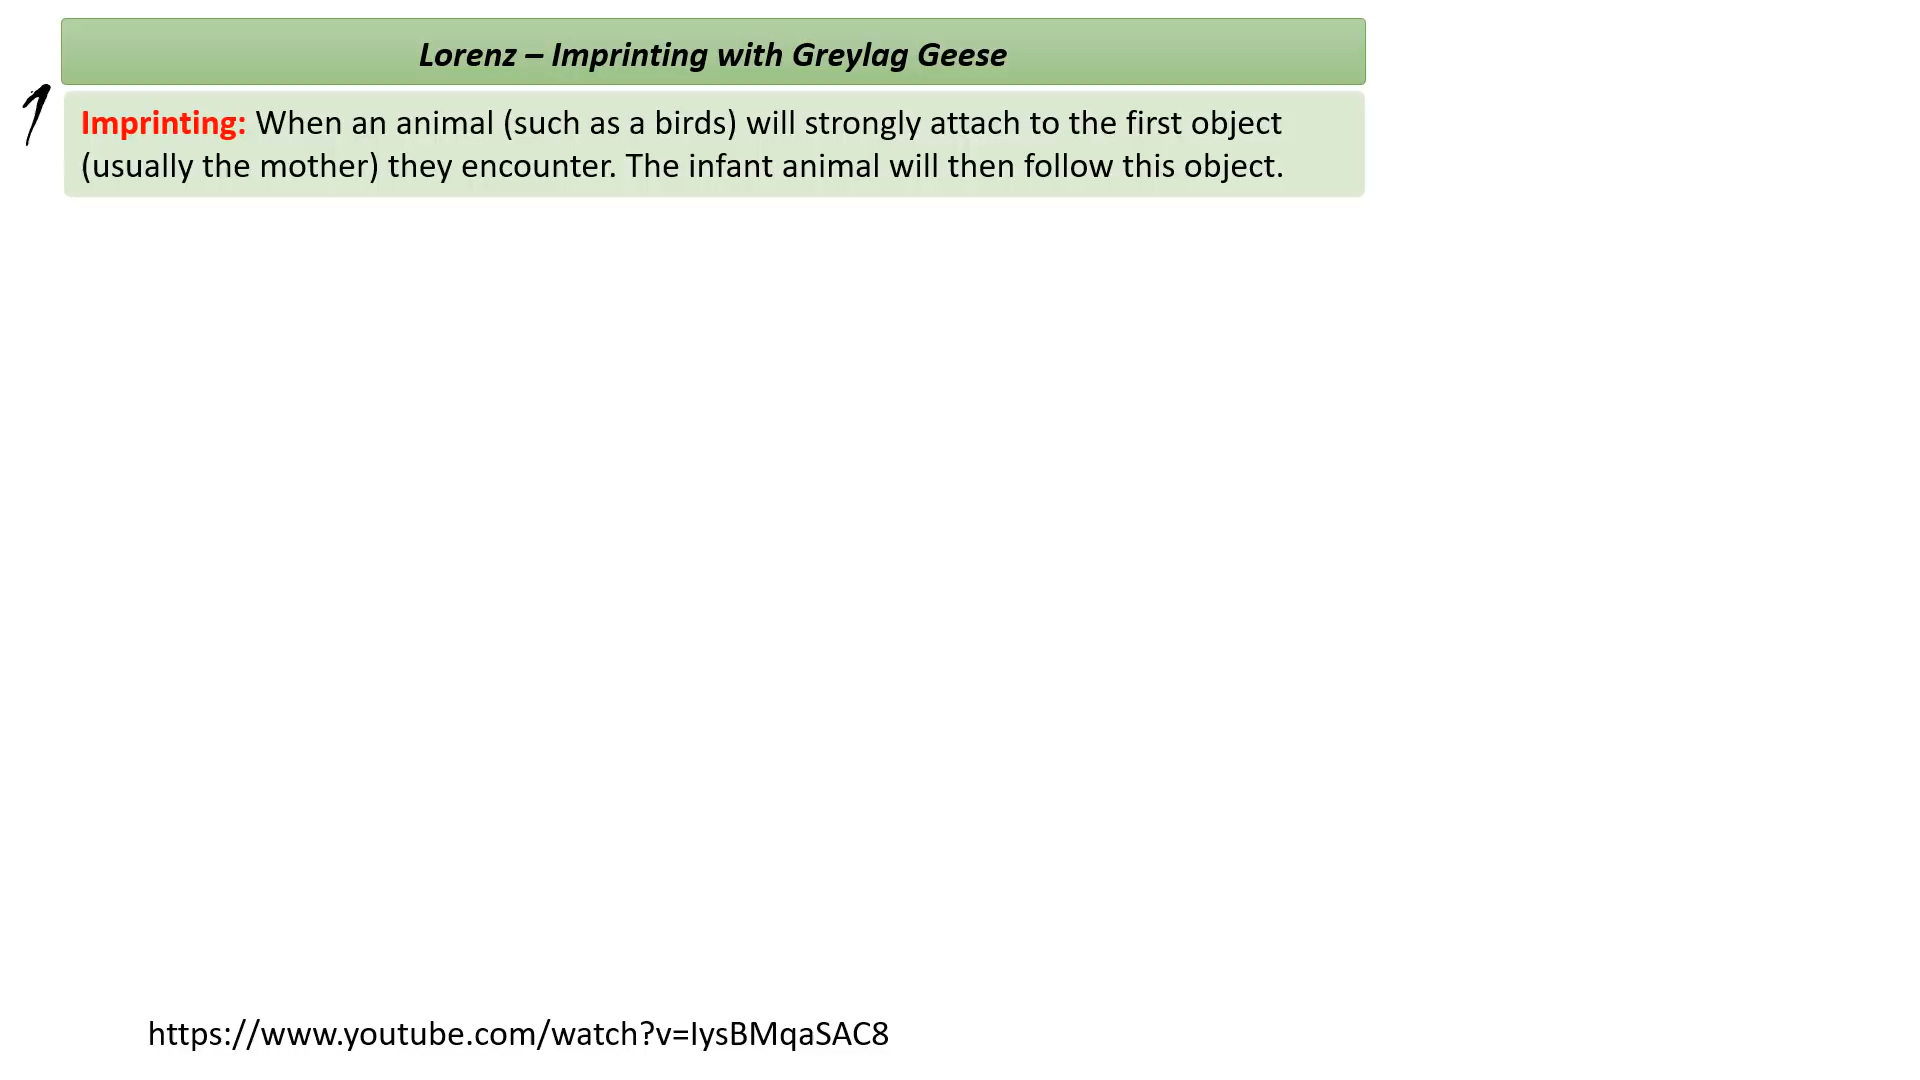 Lorenz – Imprinting with Greylag Geese
1
Imprinting: When an animal (such as a birds) will strongly attach to the first object
(usually the mother) they encounter. The infant animal will then follow this object.
https://www.youtube.com/watch?v=IysBMqaSAC8